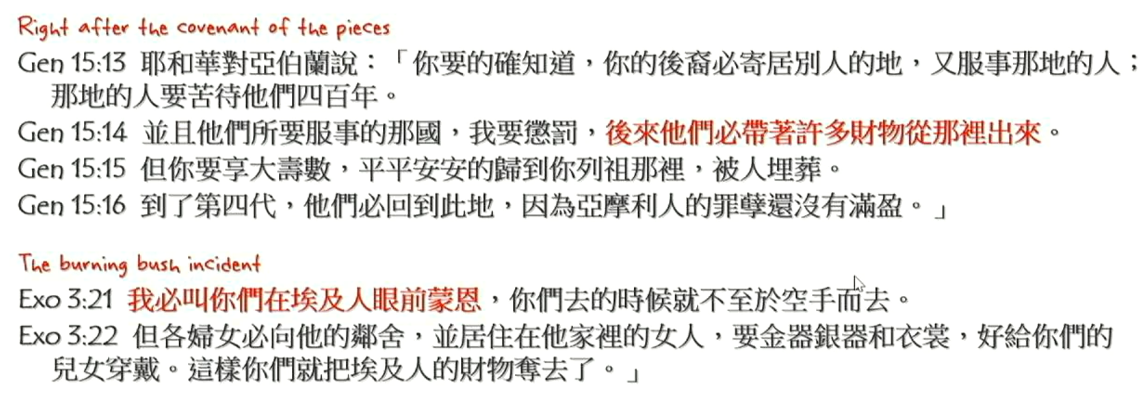 Right after the covenant of the pieces
Gen 15:13 耶和華對亞伯蘭說：「你要的確知道，你的後裔必寄居別人的地，又服事那地的人；
那地的人要苦待他們四百年。
Gen 15:14 並且他們所要服事的那國，我要懲罰，後來他們必帶著許多財物從那裡出來。
Gen 15:15 但你要享大壽數，平平安安的歸到你列祖那裡，被人埋葬。
Gen 15:16 到了第四代，他們必回到此地，因為亞摩利人的罪孽還沒有滿盈。」
The burning bush incident
Exo 3:21 我必叫你們在埃及人眼前蒙恩，你們去的時候就不至於空手而去。
Exo 3:22 但各婦女必向他的鄰舍，並居住在他家裡的女人，要金器銀器和衣裳，好給你們的
兒女穿戴。這樣你們就把埃及人的財物奪去了。」